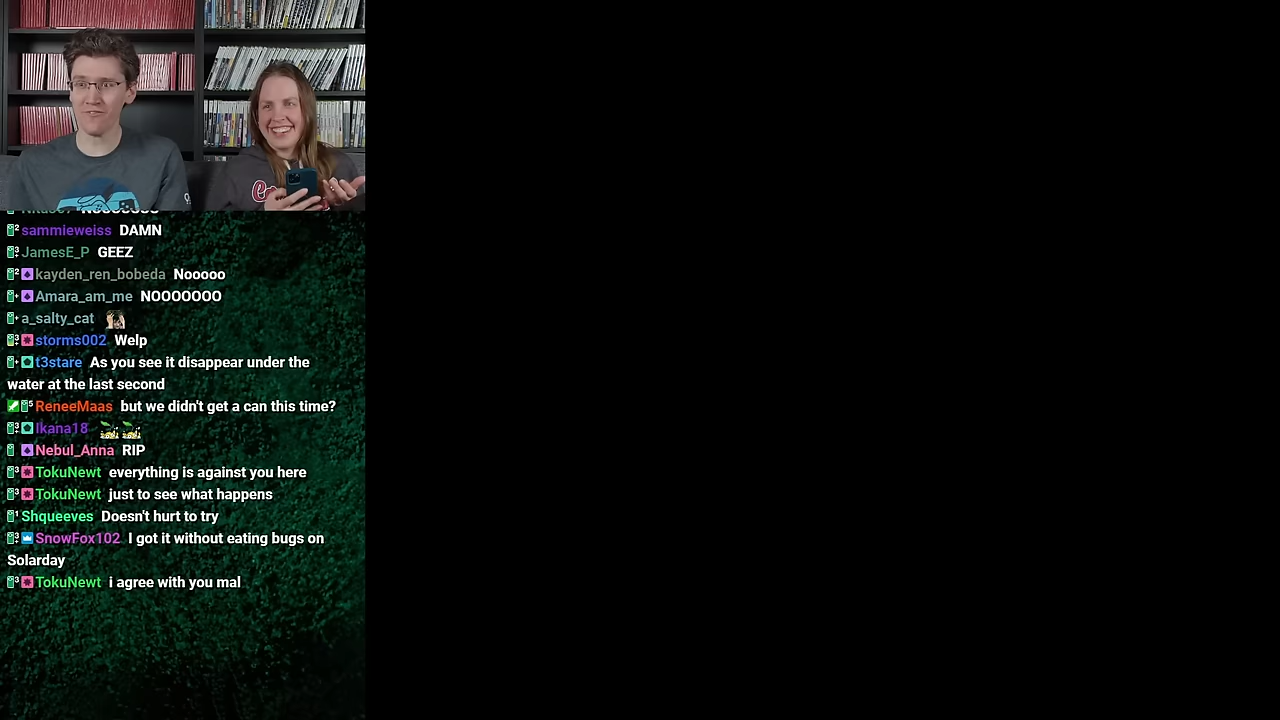 sammieweiss DAMN
JamesE_P GEEZ
kayden_ren_bobeda Nooooo
Amara_am_me NOOOOOOO
a_salty_cat
storms002 Welp
t3stare As you see it disappear under the
water at the last second
ReneeMaas but we didn't get a can this time?
Ikana18
Nebul_Anna RIP
TokuNewt everything is against you here
TokuNewt just to see what happens
Shqueeves Doesn't hurt to try
SnowFox102 I got it without eating bugs on
Solarday
TokuNewt i agree with you mal